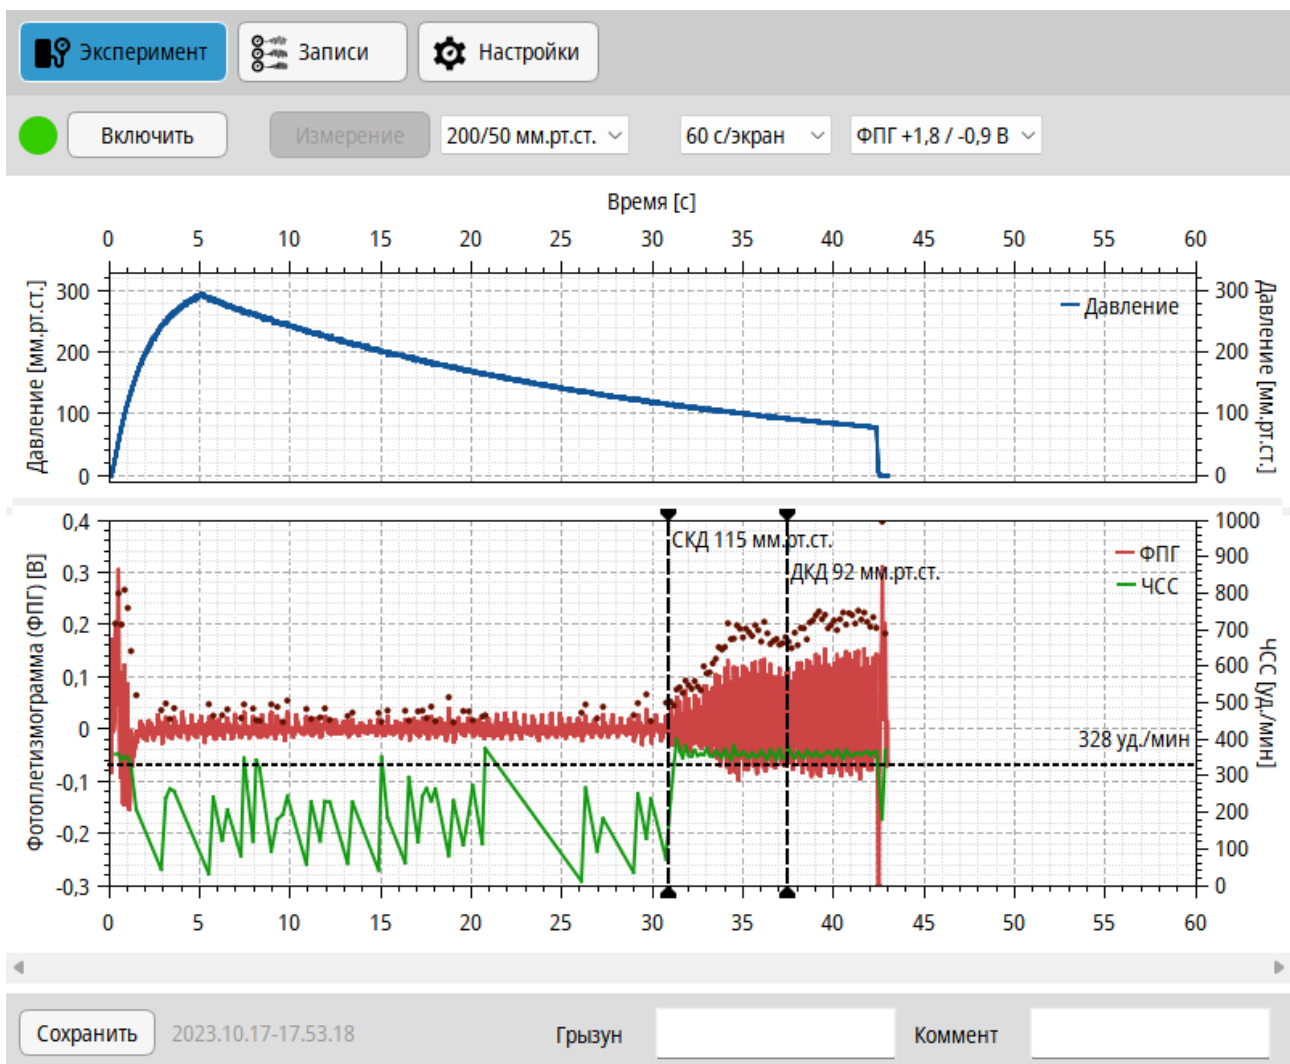 Эксперимент Записи Настройки
Включить Измерение 200/50 мм.рт.ст. 60 с/экран ФПГ +1,8 / -0,9 В
Время [с]
0 5 10 15 20 25 30 35 40 45 50 55 60
Давление [мм.рт.ст.]
300
200
100
0
Давление
300
200
100
0
Давление [мм.рт.ст.]
Фотоплетизмограмма (ФПГ) [В]
0,4
0,3
0,2
0,1
0
-0,1
-0,2
-0,3
СКД 115 мм.рт.ст.
ДКД 92 мм.рт.ст.
ФПГ
ЧСС
328 уд./мин
1000
900
800
700
600
500
400
300
200
100
0
ЧСС [уд./мин]
0 5 10 15 20 25 30 35 40 45 50 55 60
Сохранить 2023.10.17-17.53.18 Грызун Коммент